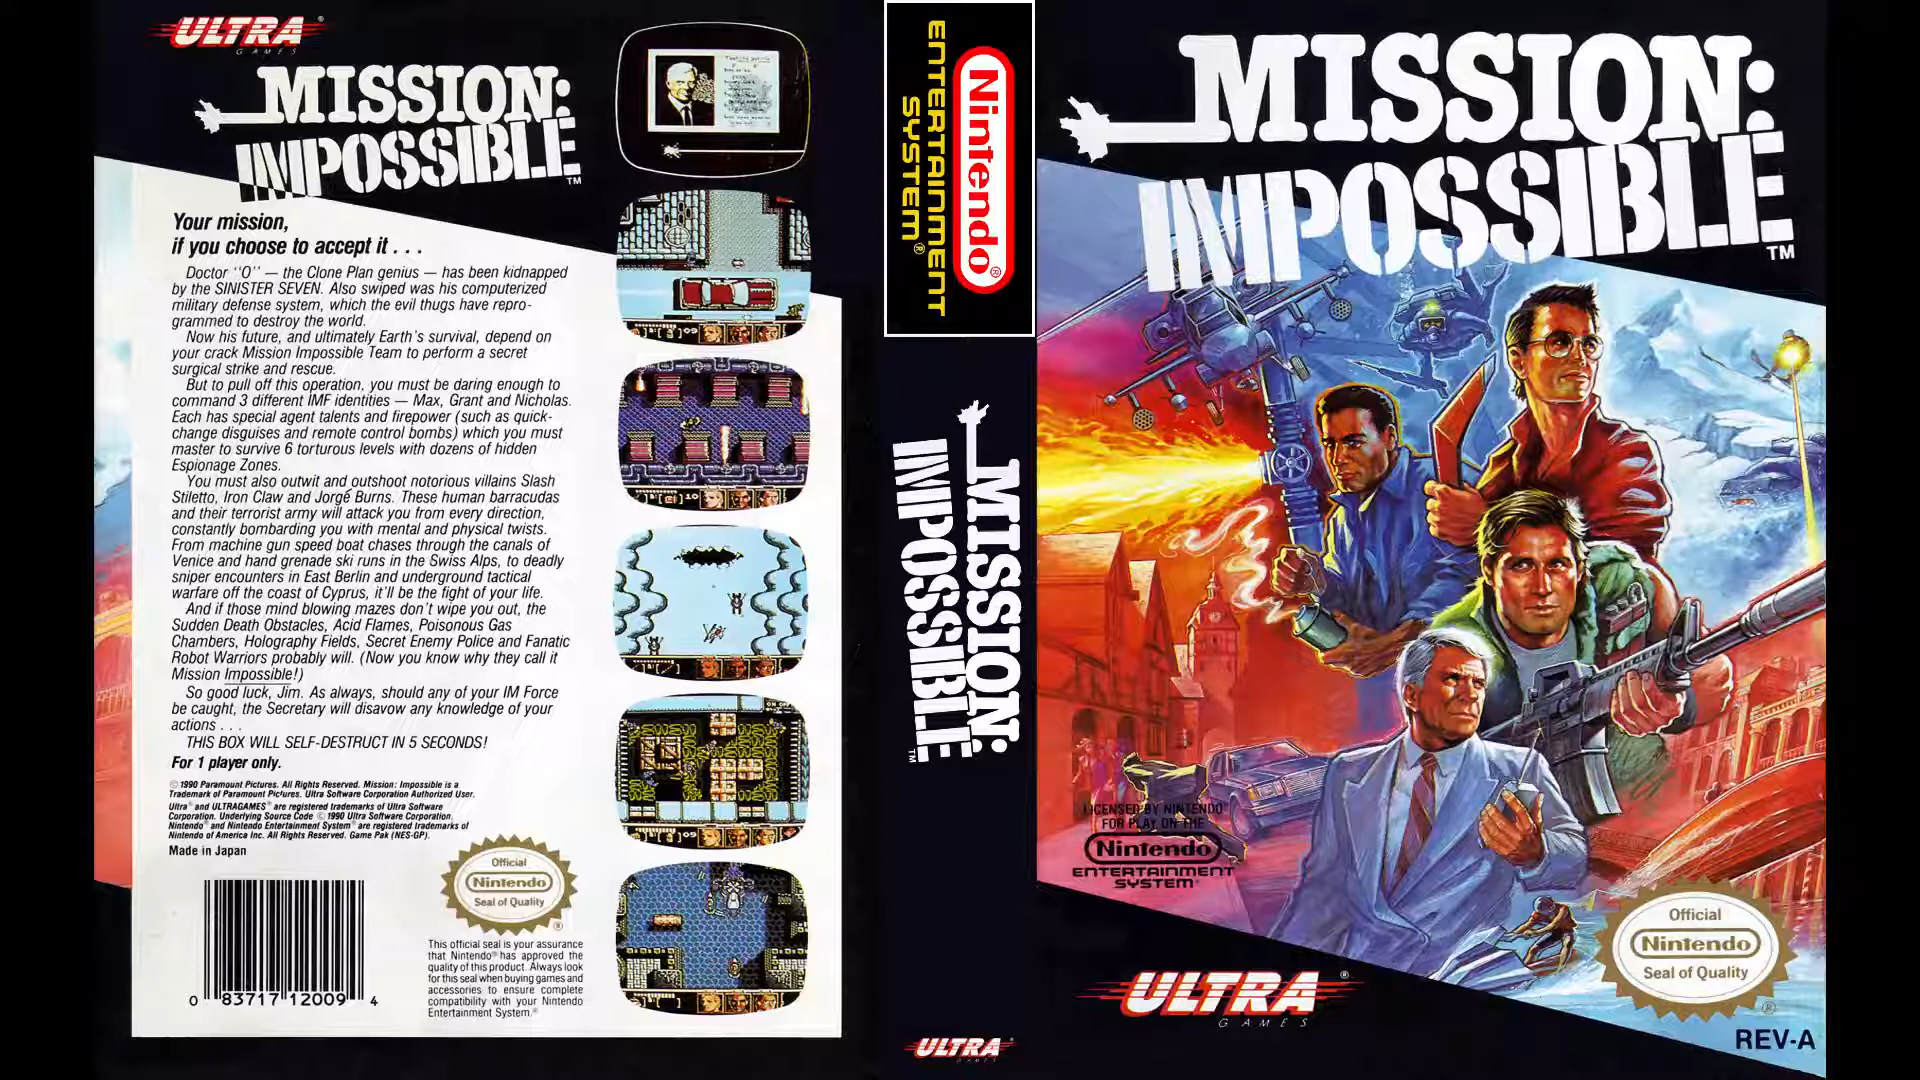 ULTRA®
GAMES
MISSION:
IMPOSSIBLE™
Your mission,
if you choose to accept it . . .
Doctor "O" — the Clone Plan genius — has been kidnapped
by the SINISTER SEVEN. Also swiped was his computerized
military defense system, which the evil thugs have repro-
grammed to destroy the world.
Now his future, and ultimately Earth's survival, depend on
your crack Mission Impossible Team to perform a secret
surgical strike and rescue.
But to pull off this operation, you must be daring enough to
command 3 different IMF identities — Max, Grant and Nicholas.
Each has special agent talents and firepower (such as quick-
change disguises and remote control bombs) which you must
master to survive 6 torturous levels with dozens of hidden
Espionage Zones.
You must also outwit and outshoot notorious villains Slash
Stiletto, Iron Claw and Jorgé Burns. These human barracudas
and their terrorist army will attack you from every direction,
constantly bombarding you with mental and physical twists.
From machine gun speed boat chases through the canals of
Venice and hand grenade ski runs in the Swiss Alps, to deadly
sniper encounters in East Berlin and underground tactical
warfare off the coast of Cyprus, it'll be the fight of your life.
And if those mind blowing mazes don't wipe you out, the
Sudden Death Obstacles, Acid Flames, Poisonous Gas
Chambers, Holography Fields, Secret Enemy Police and Fanatic
Robot Warriors probably will. (Now you know why they call it
Mission Impossible!)
So good luck, Jim. As always, should any of your IM Force
be caught, the Secretary will disavow any knowledge of your
actions . . .
THIS BOX WILL SELF-DESTRUCT IN 5 SECONDS!
For 1 player only.
© 1990 Paramount Pictures. All Rights Reserved. Mission: Impossible is a
Trademark of Paramount Pictures. Ultra Software Corporation Authorized User.
Ultra® and ULTRAGAMES® are registered trademarks of Ultra Software
Corporation. Underlying Source Code © 1990 Ultra Software Corporation.
Nintendo® and Nintendo Entertainment System® are registered trademarks of
Nintendo of America Inc. All Rights Reserved. Game Pak (NES-GP).
Made in Japan
0 83717 12009 4
Official
Nintendo
Seal of Quality
®
This official seal is your assurance
that Nintendo® has approved the
quality of this product. Always look
for this seal when buying games and
accessories to ensure complete
compatibility with your Nintendo
Entertainment System.®
Nintendo®
ENTERTAINMENT
SYSTEM®
MISSION:
IMPOSSIBLE™
ULTRA®
GAMES
MISSION:
IMPOSSIBLE™
LICENSED BY NINTENDO®
FOR PLAY ON THE
Nintendo
ENTERTAINMENT
SYSTEM®
ULTRA®
GAMES
Official
Nintendo
Seal of Quality
®
REV-A